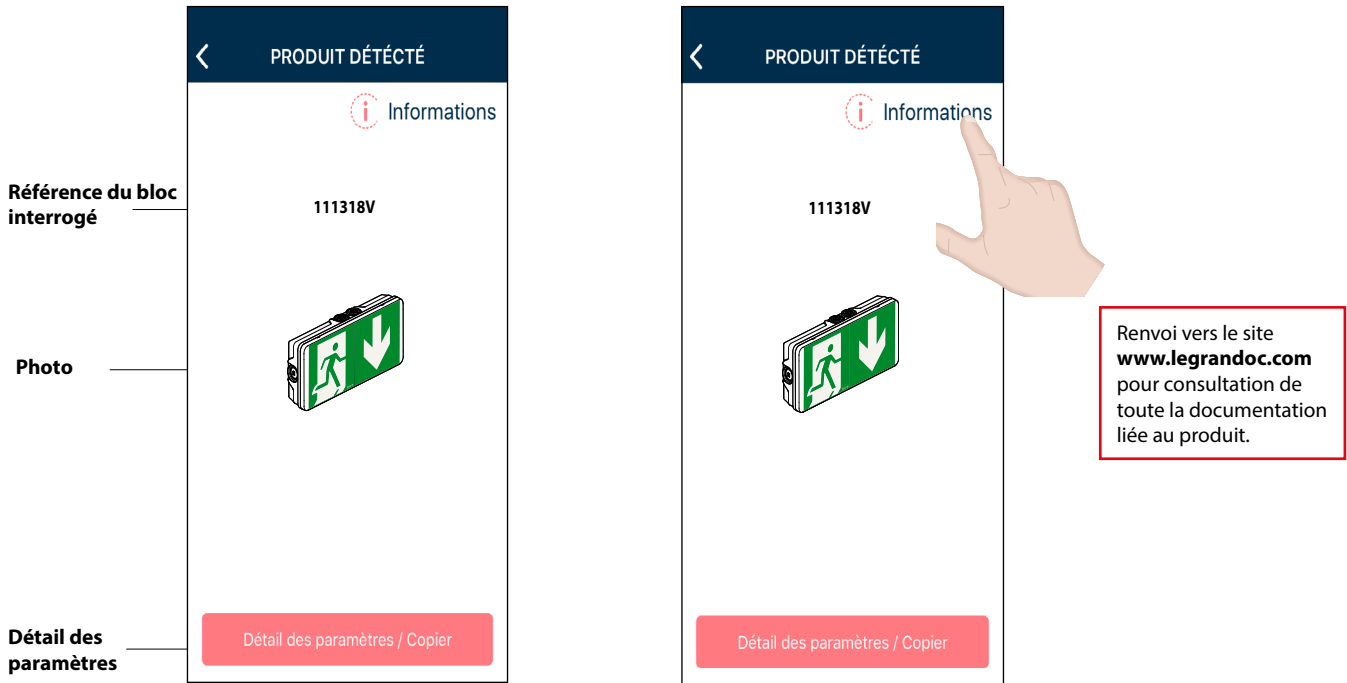 PRODUIT DÉTÉCTÉ
Informations
Référence du bloc
interrogé
111318V
Photo
Détail des
paramètres
Détail des paramètres / Copier
PRODUIT DÉTÉCTÉ
Informations
111318V
Renvoi vers le site
www.legrandoc.com
pour consultation de
toute la documentation
liée au produit.
Détail des paramètres / Copier